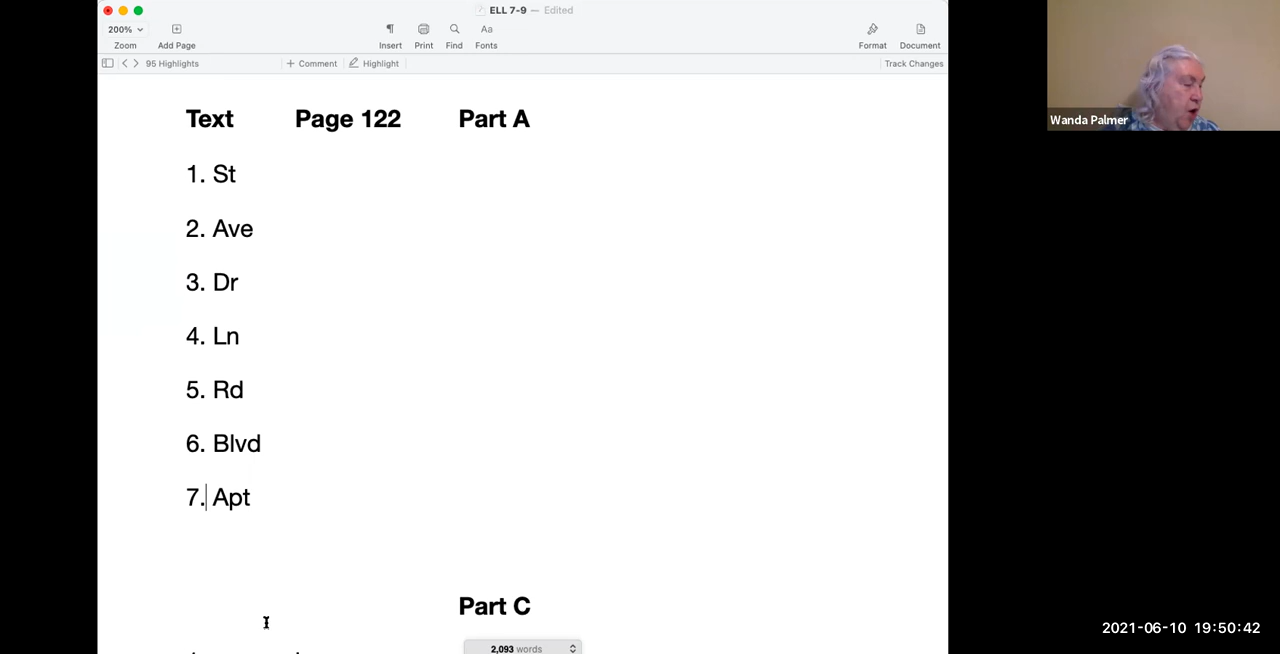 ELL 7-9 — Edited
200%
Zoom Add Page Insert Print Find Fonts Format Document
Aa
95 Highlights + Comment Highlight Track Changes
Wanda Palmer
Text Page 122 Part A
1. St
2. Ave
3. Dr
4. Ln
5. Rd
6. Blvd
7. Apt
Part C
2,093 words
2021-06-10 19:50:42